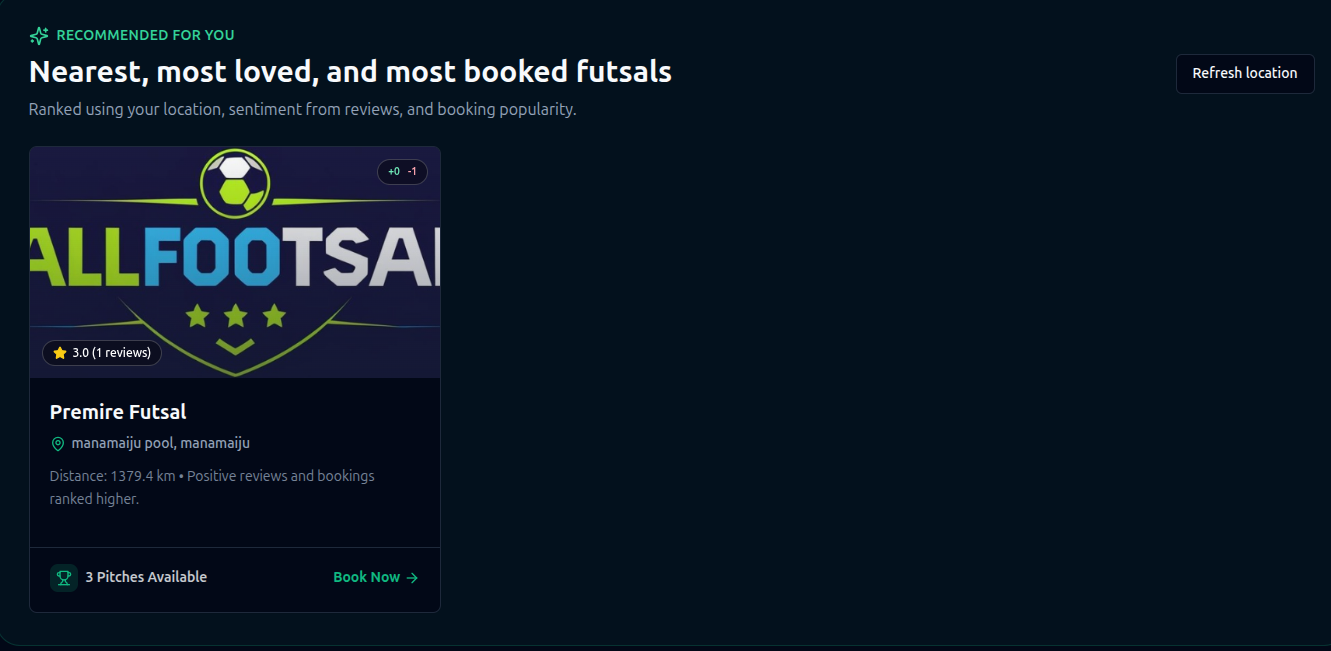 RECOMMENDED FOR YOU
Nearest, most loved, and most booked futsals
Refresh location
Ranked using your location, sentiment from reviews, and booking popularity.
+0 -1
ALLFOOTSAL
3.0 (1 reviews)
Premire Futsal
manamaiju pool, manamaiju
Distance: 1379.4 km • Positive reviews and bookings
ranked higher.
3 Pitches Available
Book Now →